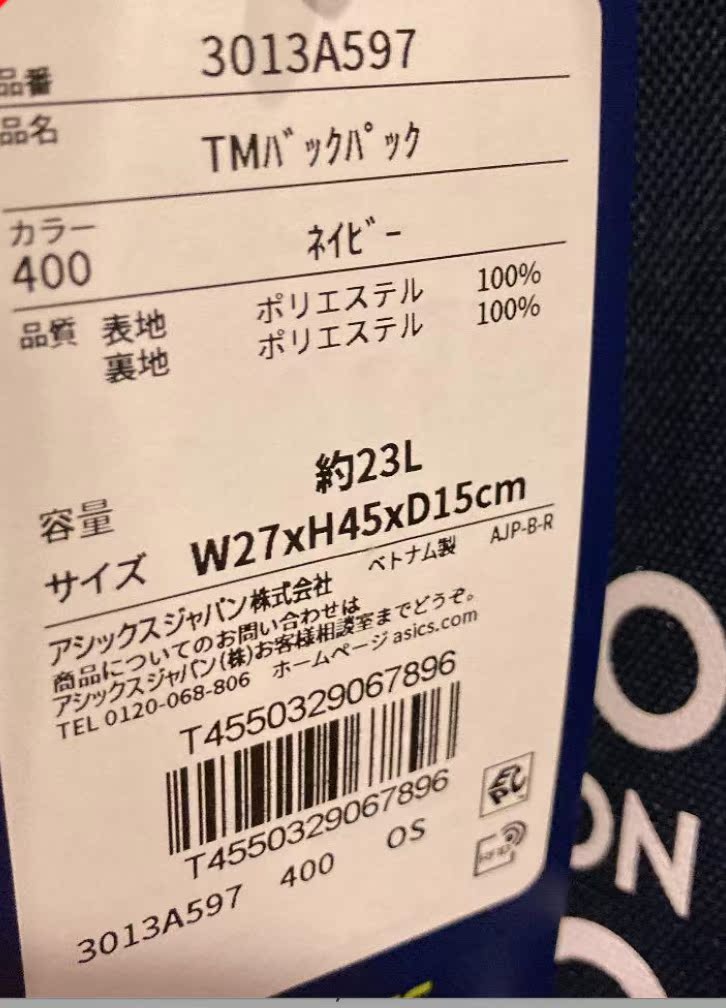 品番 3013A597
品名 TMﾊﾞｯｸﾊﾟｯｸ
カラー
400 ﾈｲﾋﾞｰ
品質 表地 ポリエステル 100%
裏地 ポリエステル 100%
容量 約23L
サイズ W27xH45xD15cm
ベトナム製 AJP-B-R
アシックスジャパン株式会社
商品についてのお問い合わせは
アシックスジャパン(株)お客様相談室までどうぞ。
TEL 0120-068-806 ホームページ asics.com
T4550329067896
T4550329067896
3013A597 400 OS
RFID
O
ON